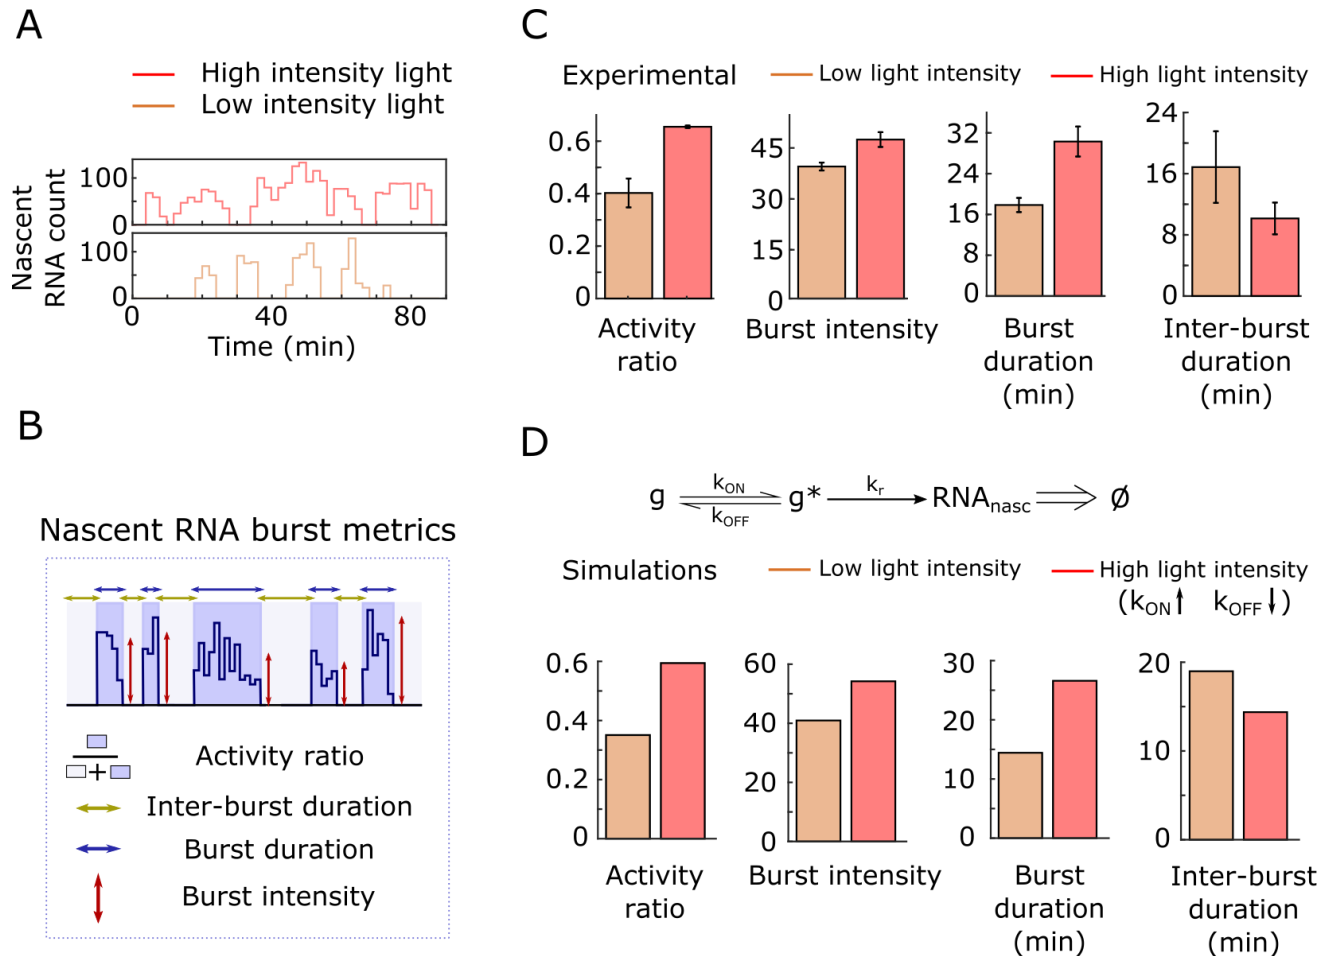 A
High intensity light
Low intensity light
Nascent
RNA count
100
0
100
0
0
40
80
Time (min)
B
Nascent RNA burst metrics
+
Activity ratio
Inter-burst duration
Burst duration
Burst intensity
C
Experimental
Low light intensity
High light intensity
0.6
0.4
0.2
0
Activity
ratio
45
30
15
0
Burst intensity
32
24
16
8
0
Burst
duration
(min)
24
16
8
0
Inter-burst
duration
(min)
D
g kON kOFF g* kr RNAnasc ∅
Simulations
Low light intensity
High light intensity
(kON↑ kOFF↓)
0.6
0.4
0.2
0
Activity
ratio
60
40
20
0
Burst intensity
30
20
10
0
Burst
duration
(min)
20
10
0
Inter-burst
duration
(min)